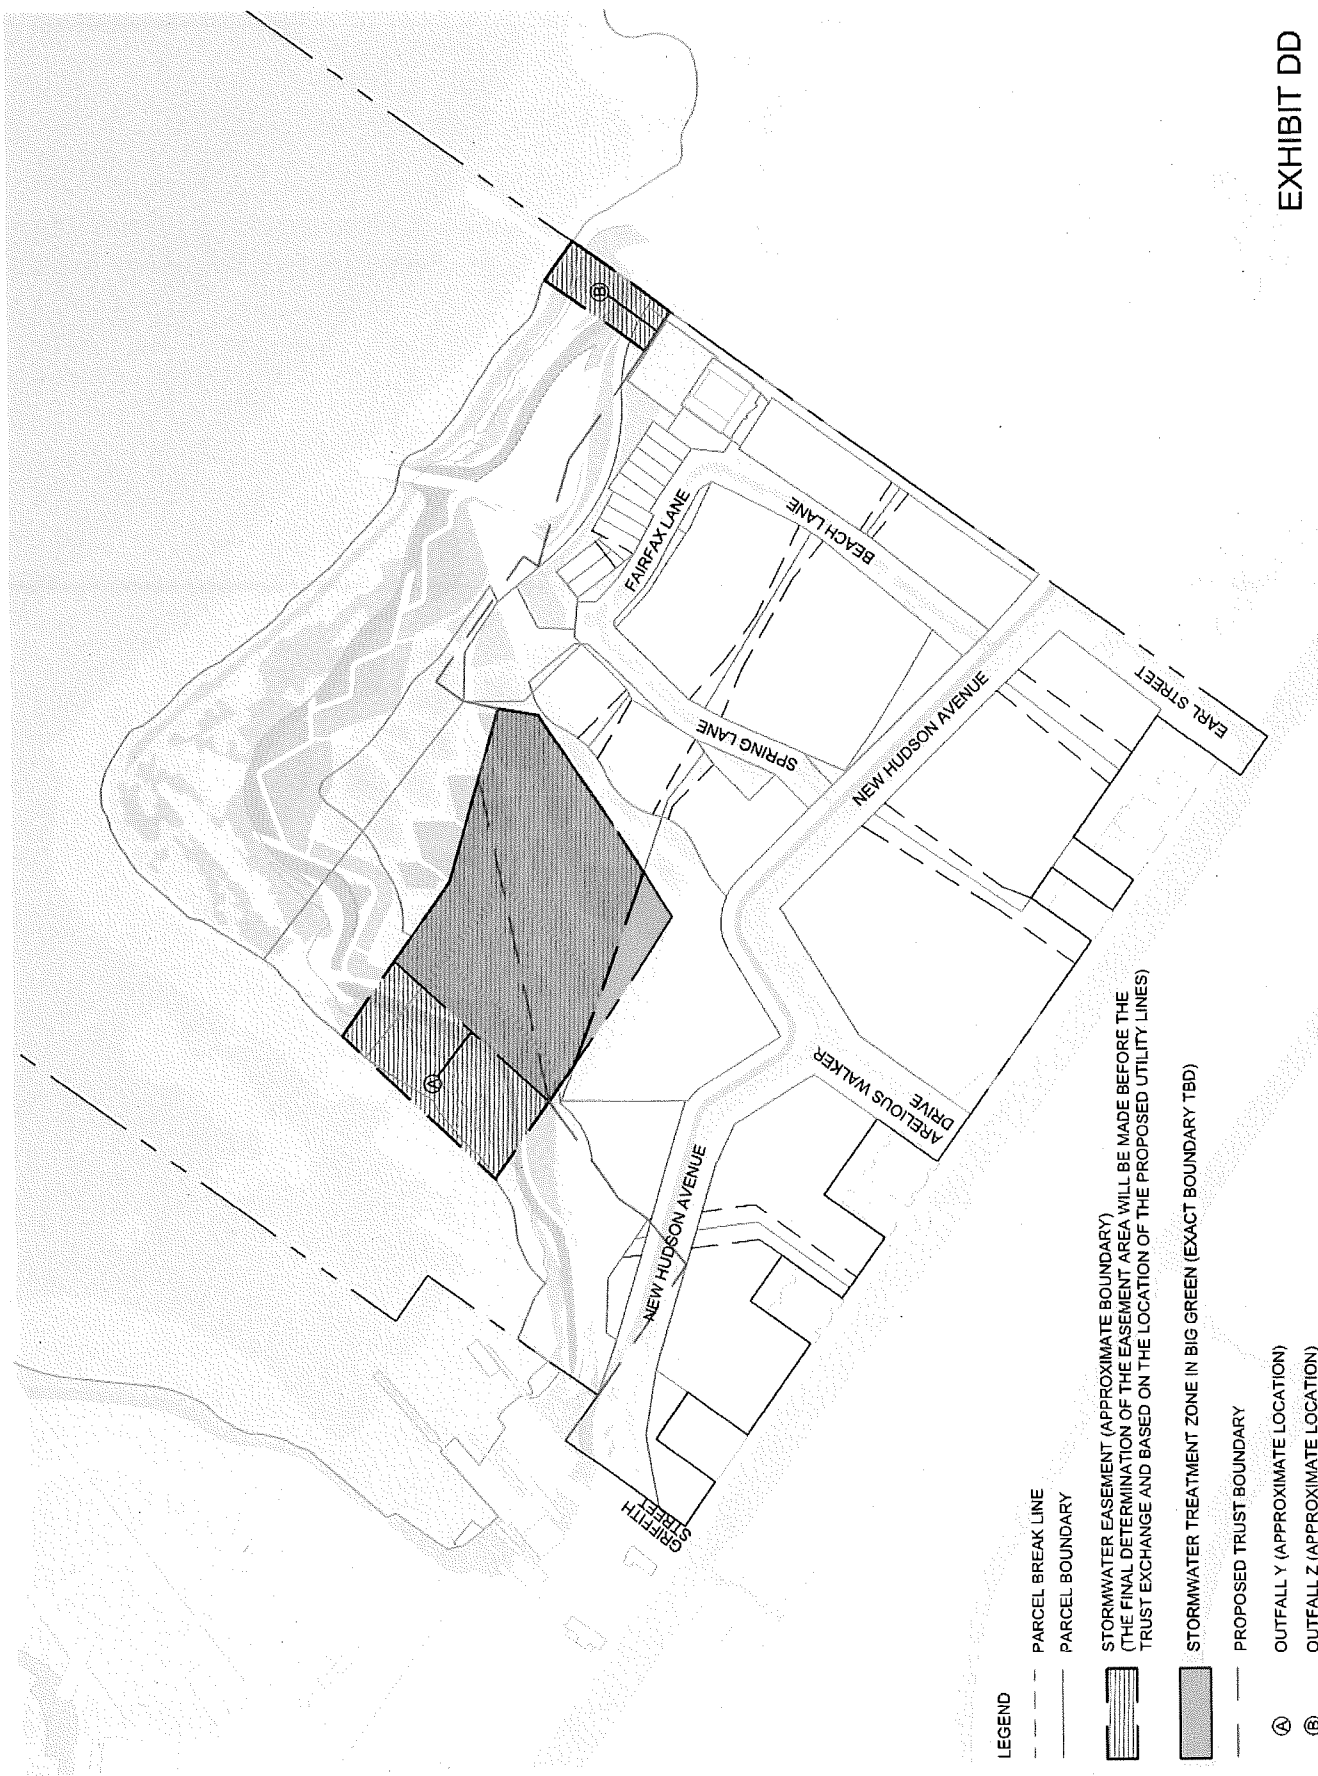 EXHIBIT DD
FAIRFAX LANE
BEACH LANE
SPRING LANE
NEW HUDSON AVENUE
EARL STREET
ARELIOUS WALKER
DRIVE
NEW HUDSON AVENUE
GRIFFITH
STREET
A
B
LEGEND
PARCEL BREAK LINE
PARCEL BOUNDARY
STORMWATER EASEMENT (APPROXIMATE BOUNDARY)
(THE FINAL DETERMINATION OF THE EASEMENT AREA WILL BE MADE BEFORE THE
TRUST EXCHANGE AND BASED ON THE LOCATION OF THE PROPOSED UTILITY LINES)
STORMWATER TREATMENT ZONE IN BIG GREEN (EXACT BOUNDARY TBD)
PROPOSED TRUST BOUNDARY
A OUTFALL Y (APPROXIMATE LOCATION)
B OUTFALL Z (APPROXIMATE LOCATION)